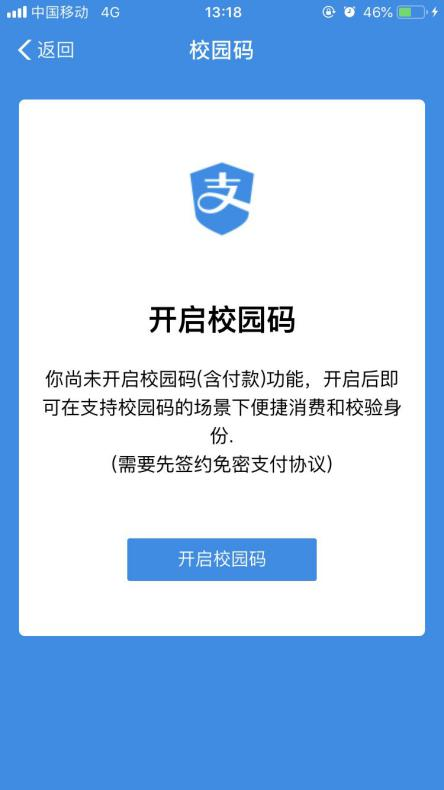 中国移动 4G 13:18 46%
返回 校园码
支
开启校园码
你尚未开启校园码(含付款)功能，开启后即
可在支持校园码的场景下便捷消费和校验身
份.
(需要先签约免密支付协议)
开启校园码